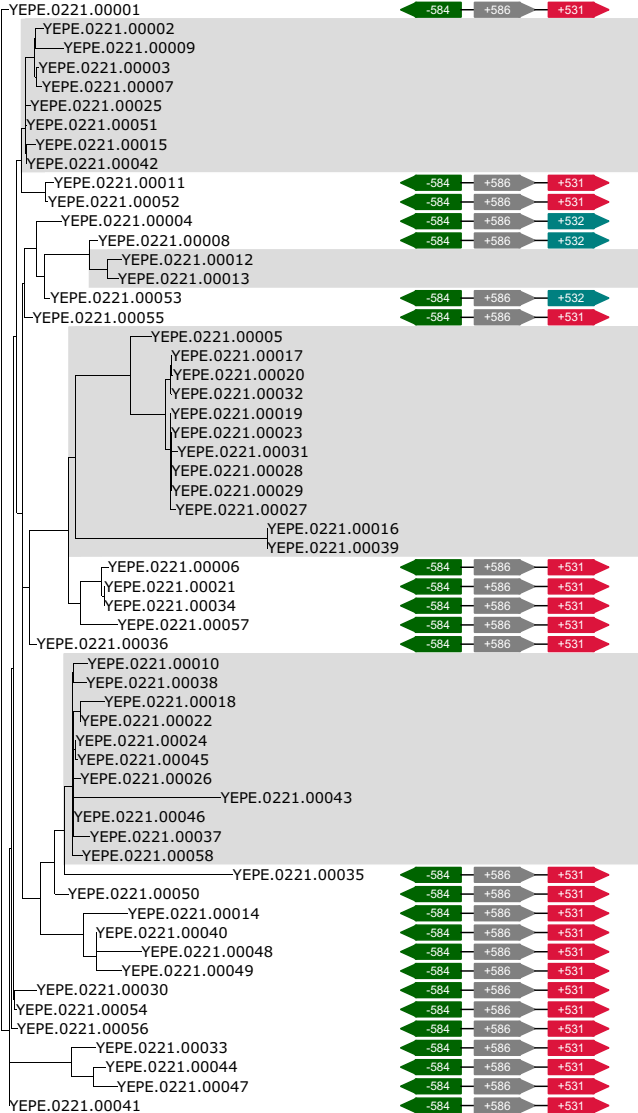 YEPE.0221.00001 -584 +586 +531
YEPE.0221.00002
YEPE.0221.00009
YEPE.0221.00003
YEPE.0221.00007
YEPE.0221.00025
YEPE.0221.00051
YEPE.0221.00015
YEPE.0221.00042
YEPE.0221.00011 -584 +586 +531
YEPE.0221.00052 -584 +586 +531
YEPE.0221.00004 -584 +586 +532
YEPE.0221.00008 -584 +586 +532
YEPE.0221.00012
YEPE.0221.00013
YEPE.0221.00053 -584 +586 +532
YEPE.0221.00055 -584 +586 +531
YEPE.0221.00005
YEPE.0221.00017
YEPE.0221.00020
YEPE.0221.00032
YEPE.0221.00019
YEPE.0221.00023
YEPE.0221.00031
YEPE.0221.00028
YEPE.0221.00029
YEPE.0221.00027
YEPE.0221.00016
YEPE.0221.00039
YEPE.0221.00006 -584 +586 +531
YEPE.0221.00021 -584 +586 +531
YEPE.0221.00034 -584 +586 +531
YEPE.0221.00057 -584 +586 +531
YEPE.0221.00036 -584 +586 +531
YEPE.0221.00010
YEPE.0221.00038
YEPE.0221.00018
YEPE.0221.00022
YEPE.0221.00024
YEPE.0221.00045
YEPE.0221.00026
YEPE.0221.00043
YEPE.0221.00046
YEPE.0221.00037
YEPE.0221.00058
YEPE.0221.00035 -584 +586 +531
YEPE.0221.00050 -584 +586 +531
YEPE.0221.00014 -584 +586 +531
YEPE.0221.00040 -584 +586 +531
YEPE.0221.00048 -584 +586 +531
YEPE.0221.00049 -584 +586 +531
YEPE.0221.00030 -584 +586 +531
YEPE.0221.00054 -584 +586 +531
YEPE.0221.00056 -584 +586 +531
YEPE.0221.00033 -584 +586 +531
YEPE.0221.00044 -584 +586 +531
YEPE.0221.00047 -584 +586 +531
YEPE.0221.00041 -584 +586 +531